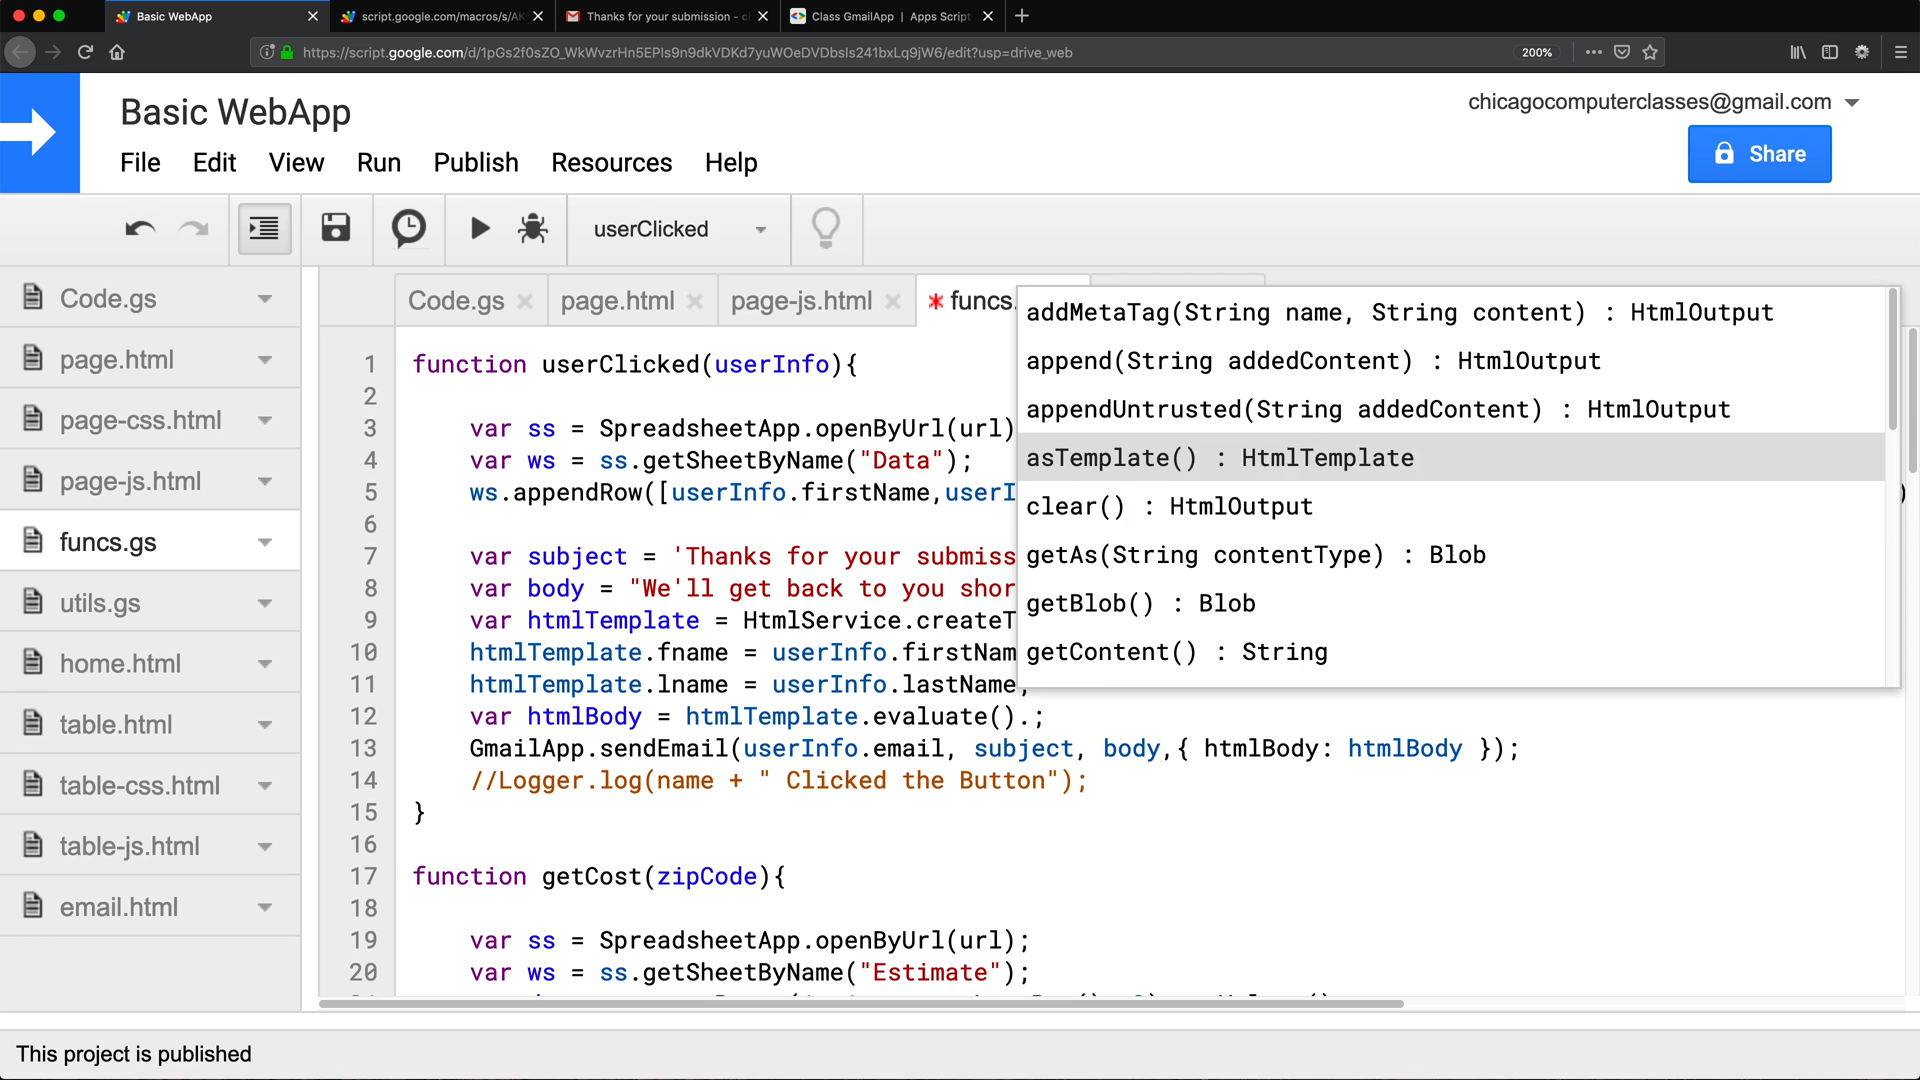 Basic WebApp
script.google.com/macros/s/AK
Thanks for your submission - c
Class GmailApp | Apps Script
https://script.google.com/d/1pGs2f0sZO_WkWvzrHn5EPIs9n9dkVDKd7yuWOeDVDbsIs241bxLq9jW6/edit?usp=drive_web
200%
Basic WebApp
chicagocomputerclasses@gmail.com
File Edit View Run Publish Resources Help
Share
userClicked
Code.gs
page.html
page-css.html
page-js.html
funcs.gs
utils.gs
home.html
table.html
table-css.html
table-js.html
email.html
Code.gs
page.html
page-js.html
* funcs.
addMetaTag(String name, String content) : HtmlOutput
append(String addedContent) : HtmlOutput
appendUntrusted(String addedContent) : HtmlOutput
asTemplate() : HtmlTemplate
clear() : HtmlOutput
getAs(String contentType) : Blob
getBlob() : Blob
getContent() : String
1 function userClicked(userInfo){
2
3 var ss = SpreadsheetApp.openByUrl(url)
4 var ws = ss.getSheetByName("Data");
5 ws.appendRow([userInfo.firstName,userI
6
7 var subject = 'Thanks for your submiss
8 var body = "We'll get back to you shor
9 var htmlTemplate = HtmlService.createT
10 htmlTemplate.fname = userInfo.firstNam
11 htmlTemplate.lname = userInfo.lastName;
12 var htmlBody = htmlTemplate.evaluate().;
13 GmailApp.sendEmail(userInfo.email, subject, body,{ htmlBody: htmlBody });
14 //Logger.log(name + " Clicked the Button");
15 }
16
17 function getCost(zipCode){
18
19 var ss = SpreadsheetApp.openByUrl(url);
20 var ws = ss.getSheetByName("Estimate");
This project is published